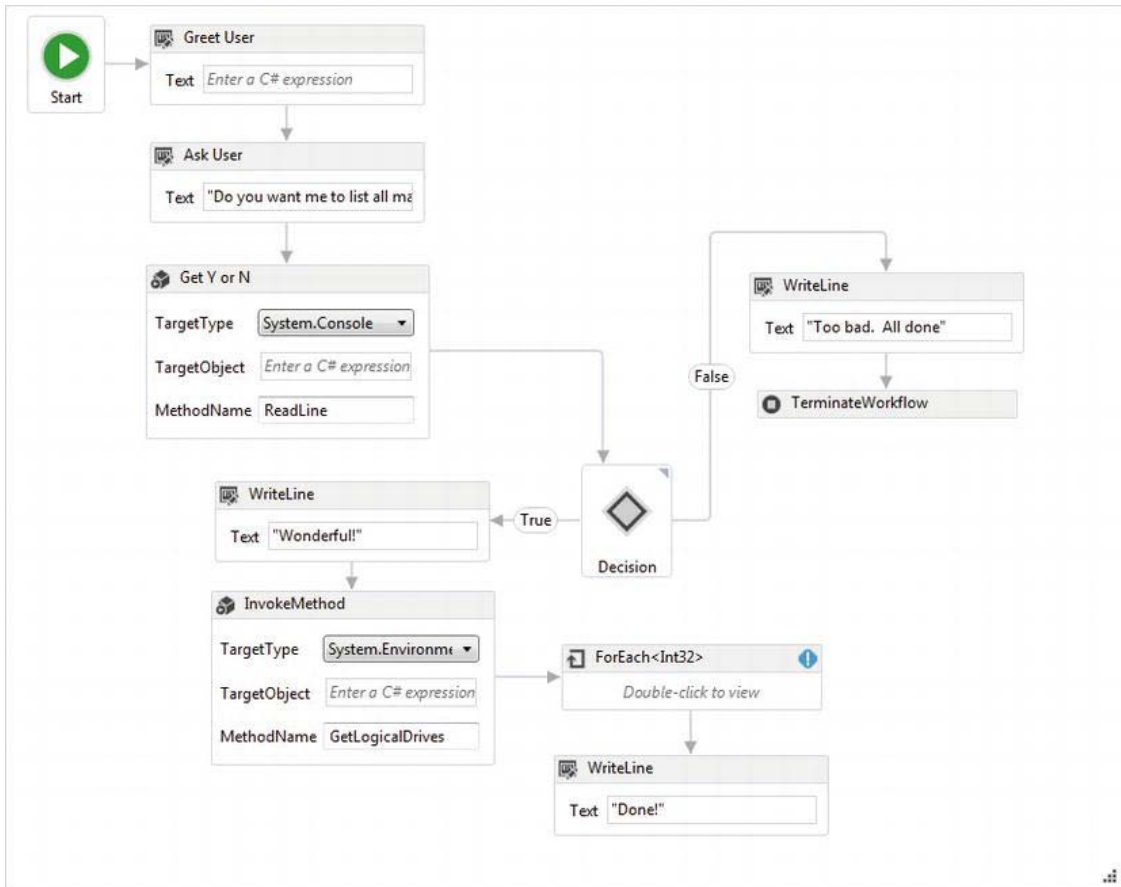 Start
Greet User
Text Enter a C# expression
Ask User
Text "Do you want me to list all ma
Get Y or N
TargetType System.Console
TargetObject Enter a C# expression
MethodName ReadLine
WriteLine
Text "Too bad.  All done"
TerminateWorkflow
False
True
Decision
WriteLine
Text "Wonderful!"
InvokeMethod
TargetType System.Environme
TargetObject Enter a C# expression
MethodName GetLogicalDrives
ForEach<Int32>
Double-click to view
WriteLine
Text "Done!"